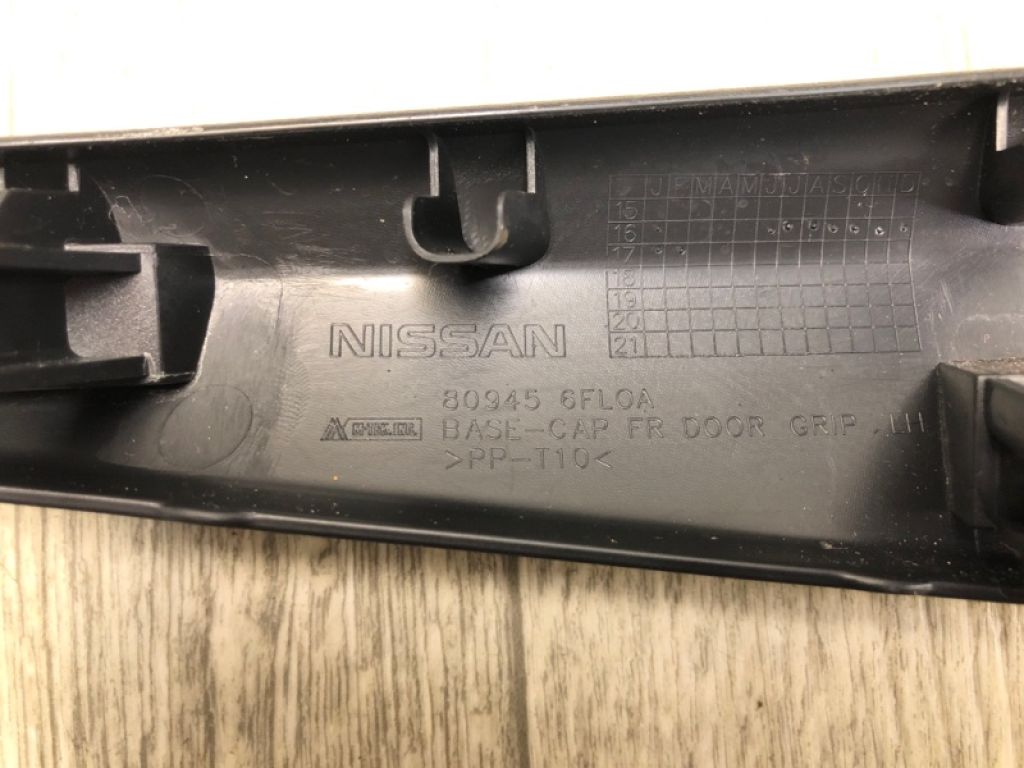 J F M A M J J A S O N D
15
16
17
18
19
20
21
NISSAN
80945 6FL0A
BASE-CAP FR DOOR GRIP ,LH
>PP-T10<